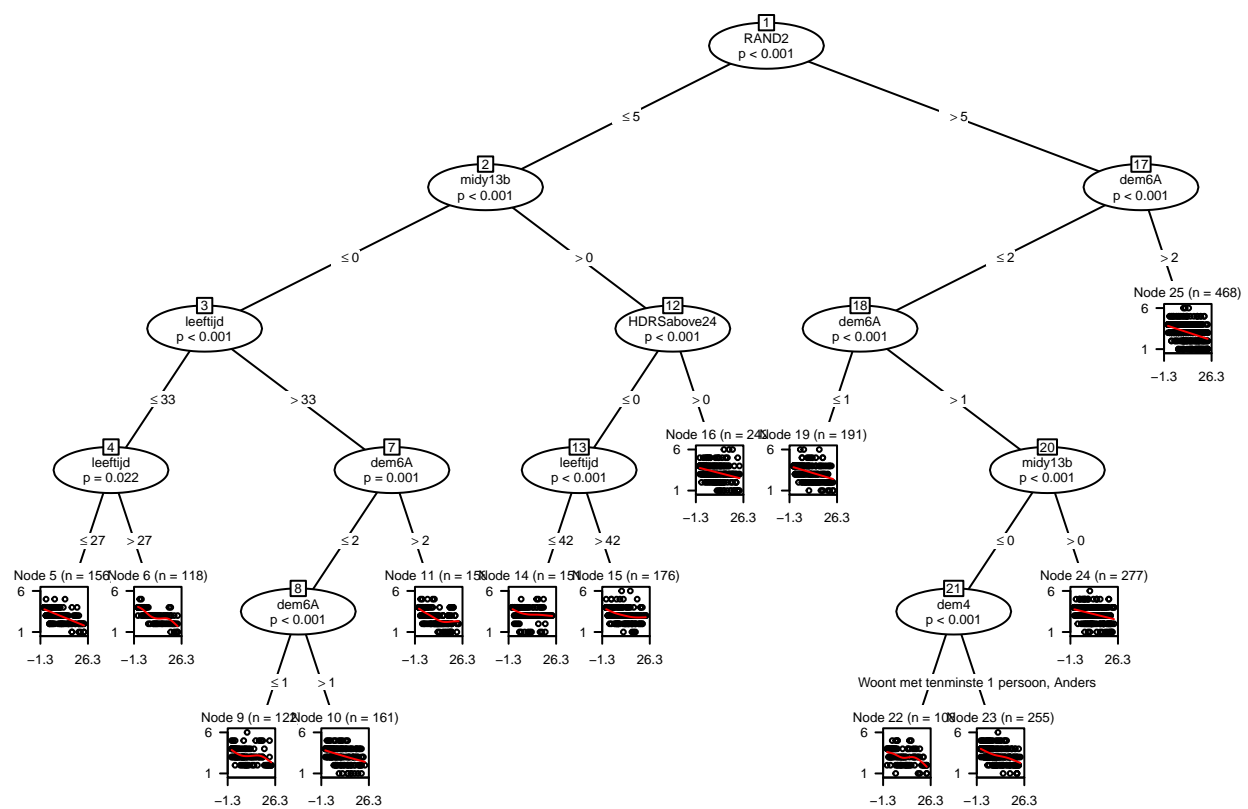 1
RAND2
p < 0.001
≤ 5
> 5
2
midy13b
p < 0.001
17
dem6A
p < 0.001
≤ 0
> 0
≤ 2
> 2
3
leeftijd
p < 0.001
12
HDRSabove24
p < 0.001
18
dem6A
p < 0.001
Node 25 (n = 468)
6
1
−1.3 26.3
≤ 33
> 33
≤ 0
> 0
≤ 1
> 1
4
leeftijd
p = 0.022
7
dem6A
p = 0.001
13
leeftijd
p < 0.001
Node 16 (n =
6
1
−1.3 26.3
Node 19 (n = 191)
6
1
−1.3 26.3
20
midy13b
p < 0.001
≤ 27
> 27
≤ 2
> 2
≤ 42
> 42
≤ 0
> 0
Node 5 (n = 156
6
1
−1.3 26.3
Node 6 (n = 118)
6
1
−1.3 26.3
8
dem6A
p < 0.001
Node 11 (n =
6
1
−1.3 26.3
Node 14 (n =
6
1
−1.3 26.3
Node 15 (n = 176)
6
1
−1.3 26.3
21
dem4
p < 0.001
Node 24 (n = 277)
6
1
−1.3 26.3
≤ 1
> 1
Woont met tenminste 1 persoon, Anders
Node 9 (n = 122
6
1
−1.3 26.3
Node 10 (n = 161)
6
1
−1.3 26.3
Node 22 (n =
6
1
−1.3 26.3
Node 23 (n = 255)
6
1
−1.3 26.3